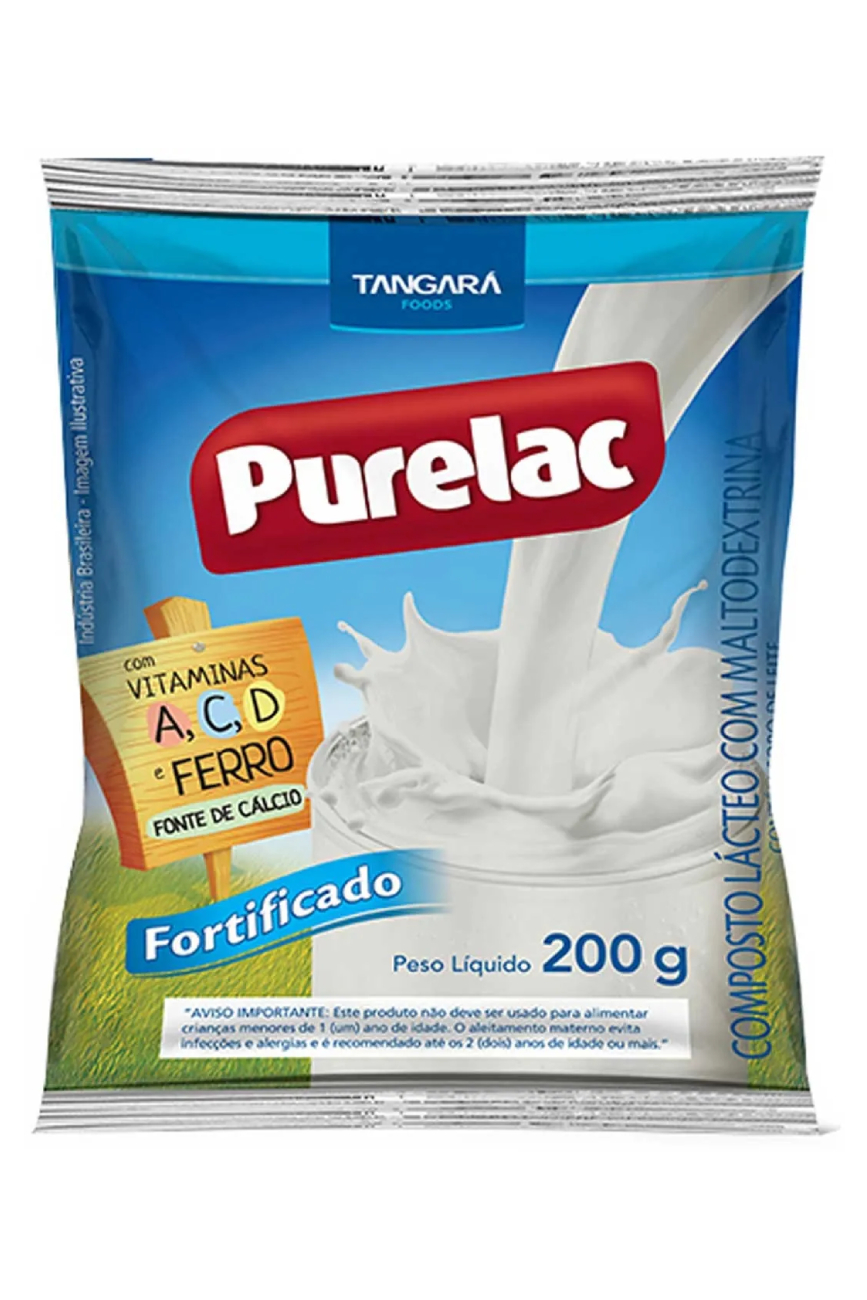 TANGARÁ
FOODS
Purelac
Indústria Brasileira - Imagem Ilustrativa
com
VITAMINAS
A, C, D
e FERRO
FONTE DE CÁLCIO
Fortificado
Peso Líquido 200 g
"AVISO IMPORTANTE: Este produto não deve ser usado para alimentar
crianças menores de 1 (um) ano de idade. O aleitamento materno evita
infecções e alergias e é recomendado até os 2 (dois) anos de idade ou mais."
COMPOSTO LÁCTEO COM MALTODEXTRINA
DE LEITE